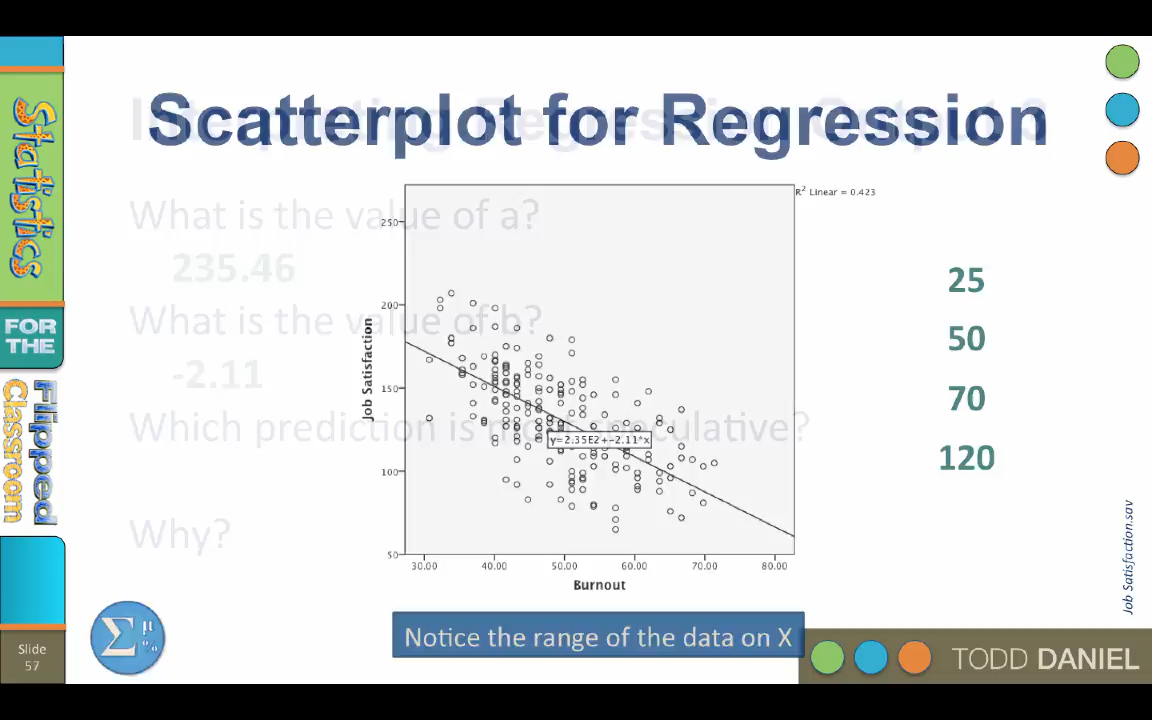 Statistics
FOR
THE
Flipped
Classroom
Slide
57
Scatterplot for Regression
What is the value of a?
235.46
What is the value of b?
-2.11
Which prediction is most speculative?
Why?
R² Linear = 0.423
250
200
150
100
50
Job Satisfaction
y=2.35E2+-2.11*x
30.00 40.00 50.00 60.00 70.00 80.00
Burnout
25
50
70
120
Notice the range of the data on X
Job Satisfaction.sav
Σ μ %
TODD DANIEL